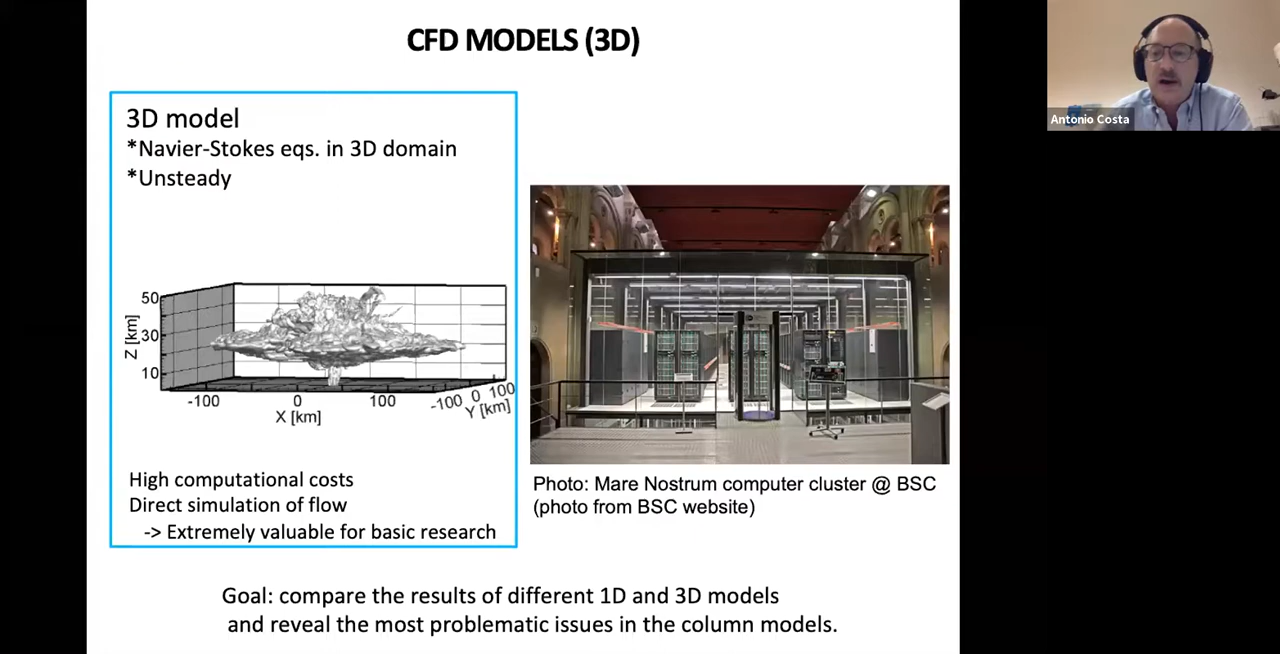 CFD MODELS (3D)
3D model
*Navier-Stokes eqs. in 3D domain
*Unsteady
50
30
10
Z [km]
-100
0
100
X [km]
-100 0 100
Y [km]
High computational costs
Direct simulation of flow
-> Extremely valuable for basic research
Photo: Mare Nostrum computer cluster @ BSC
(photo from BSC website)
Goal: compare the results of different 1D and 3D models
and reveal the most problematic issues in the column models.
Antonio Costa